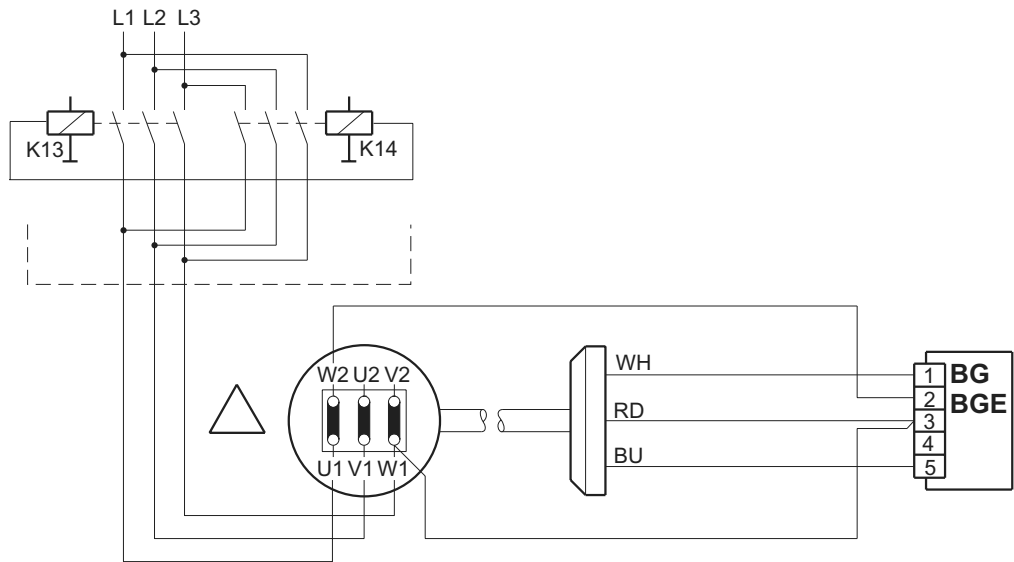 L1 L2 L3
K13 K14
W2 U2 V2
U1 V1 W1
WH
RD
BU
1
2
3
4
5
BG
BGE